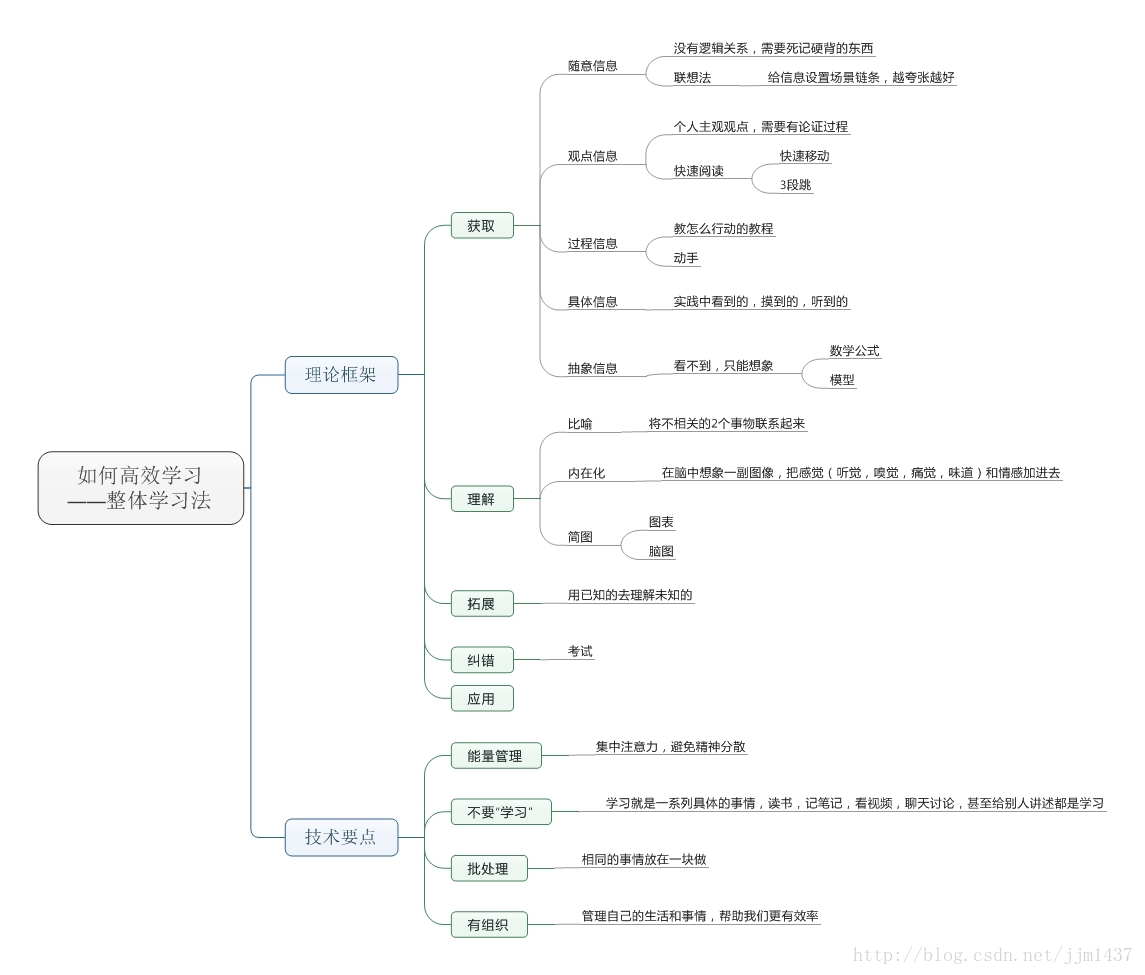 如何高效学习
——整体学习法
理论框架
获取
随意信息
没有逻辑关系，需要死记硬背的东西
联想法
给信息设置场景链条，越夸张越好
观点信息
个人主观观点，需要有论证过程
快速阅读
快速移动
3段跳
过程信息
教怎么行动的教程
动手
具体信息
实践中看到的，摸到的，听到的
抽象信息
看不到，只能想象
数学公式
模型
理解
比喻
将不相关的2个事物联系起来
内在化
在脑中想象一副图像，把感觉（听觉，嗅觉，痛觉，味道）和情感加进去
简图
图表
脑图
拓展
用已知的去理解未知的
纠错
考试
应用
技术要点
能量管理
集中注意力，避免精神分散
不要“学习”
学习就是一系列具体的事情，读书，记笔记，看视频，聊天讨论，甚至给别人讲述都是学习
批处理
相同的事情放在一块做
有组织
管理自己的生活和事情，帮助我们更有效率
http://blog.csdn.net/jjm1437